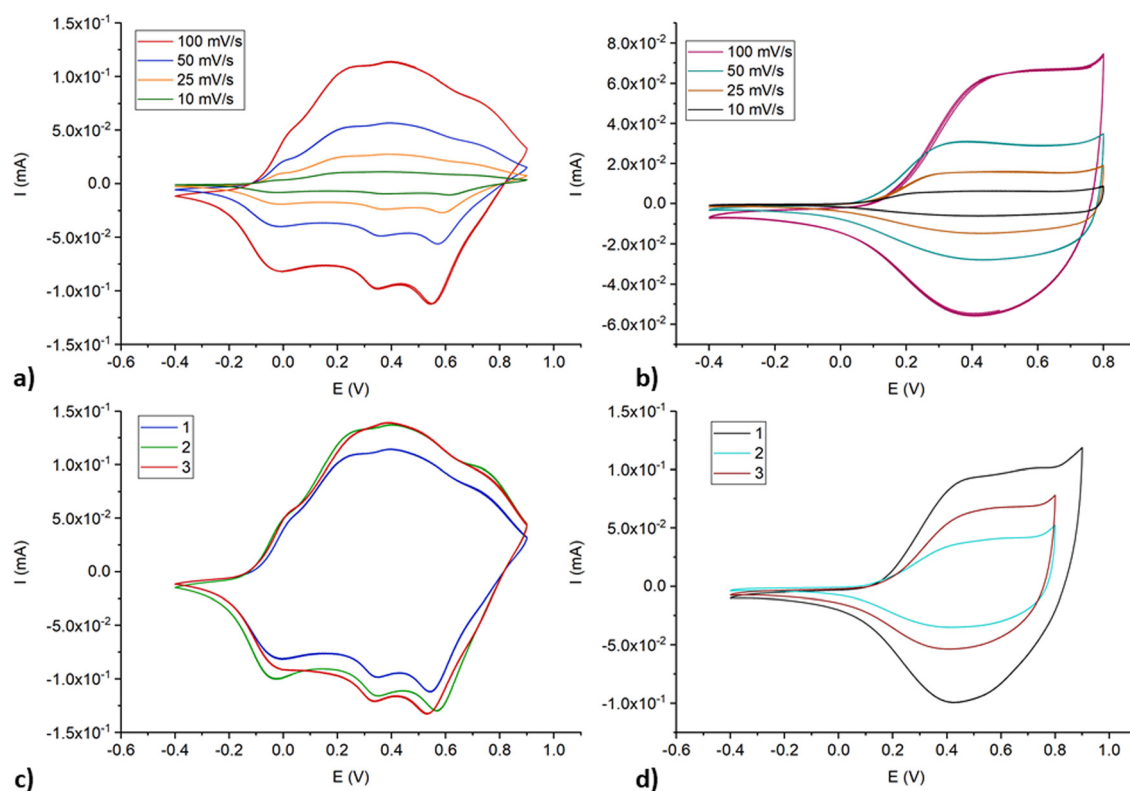 1.5x10⁻¹
1.0x10⁻¹
5.0x10⁻²
0.0
-5.0x10⁻²
-1.0x10⁻¹
-1.5x10⁻¹
I (mA)
100 mV/s
50 mV/s
25 mV/s
10 mV/s
-0.6 -0.4 -0.2 0.0 0.2 0.4 0.6 0.8 1.0
E (V)
a)
8.0x10⁻²
6.0x10⁻²
4.0x10⁻²
2.0x10⁻²
0.0
-2.0x10⁻²
-4.0x10⁻²
-6.0x10⁻²
I (mA)
100 mV/s
50 mV/s
25 mV/s
10 mV/s
-0.4 -0.2 0.0 0.2 0.4 0.6 0.8
E (V)
b)
1.5x10⁻¹
1.0x10⁻¹
5.0x10⁻²
0.0
-5.0x10⁻²
-1.0x10⁻¹
-1.5x10⁻¹
I (mA)
1
2
3
-0.6 -0.4 -0.2 0.0 0.2 0.4 0.6 0.8 1.0
E (V)
c)
1.5x10⁻¹
1.0x10⁻¹
5.0x10⁻²
0.0
-5.0x10⁻²
-1.0x10⁻¹
I (mA)
1
2
3
-0.6 -0.4 -0.2 0.0 0.2 0.4 0.6 0.8 1.0
E (V)
d)